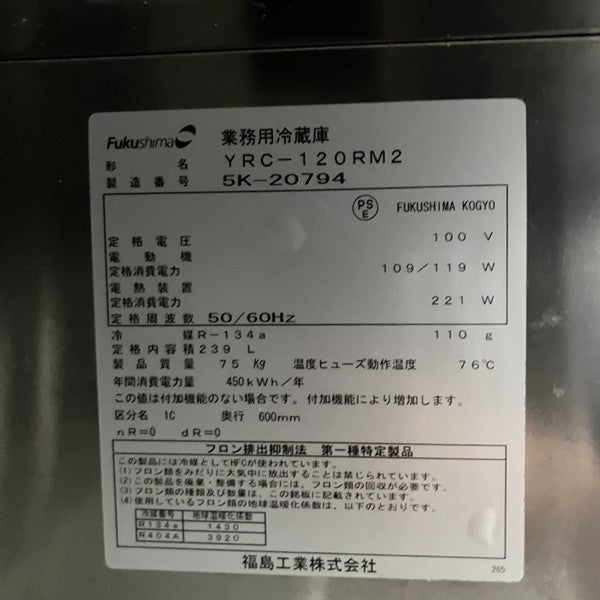 Fukushima 業務用冷蔵庫
形名 YRC-120RM2
製造番号 5K-20794
PSE FUKUSHIMA KOGYO
定格電圧 100 V
電動機
定格消費電力 109/119 W
電熱装置
定格消費電力 221 W
定格周波数 50/60Hz
冷媒 R-134a 110 g
定格内容積 239 L
製品質量 75 Kg 温度ヒューズ動作温度 76℃
年間消費電力量 450kWh/年
この値は付加機能のない場合です。付加機能により増加します。
区分名 1C 奥行 600mm
nR=0 dR=0
フロン排出抑制法 第一種特定製品
この製品には冷媒としてHFCが使われています。
(1)フロン類をみだりに大気中に放出することは禁じられています。
(2)この製品を廃棄・整備する場合には、フロン類の回収が必要です。
(3)フロン類の種類及び数量は、この銘板に記載されています。
(4)使用しているフロン類の地球温暖化係数は、以下のとおりです。
冷媒番号 地球温暖化係数
R134a 1430
R404A 3920
福島工業株式会社
265